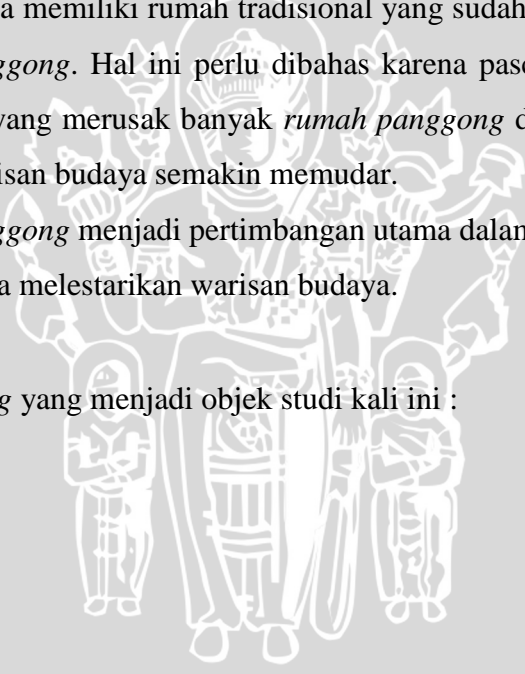 a memiliki rumah tradisional yang sudah
ggong. Hal ini perlu dibahas karena
yang merusak banyak rumah panggong
isan budaya semakin memudar.
ggong menjadi pertimbangan utama dalam
a melestarikan warisan budaya.
g yang menjadi objek studi kali ini :